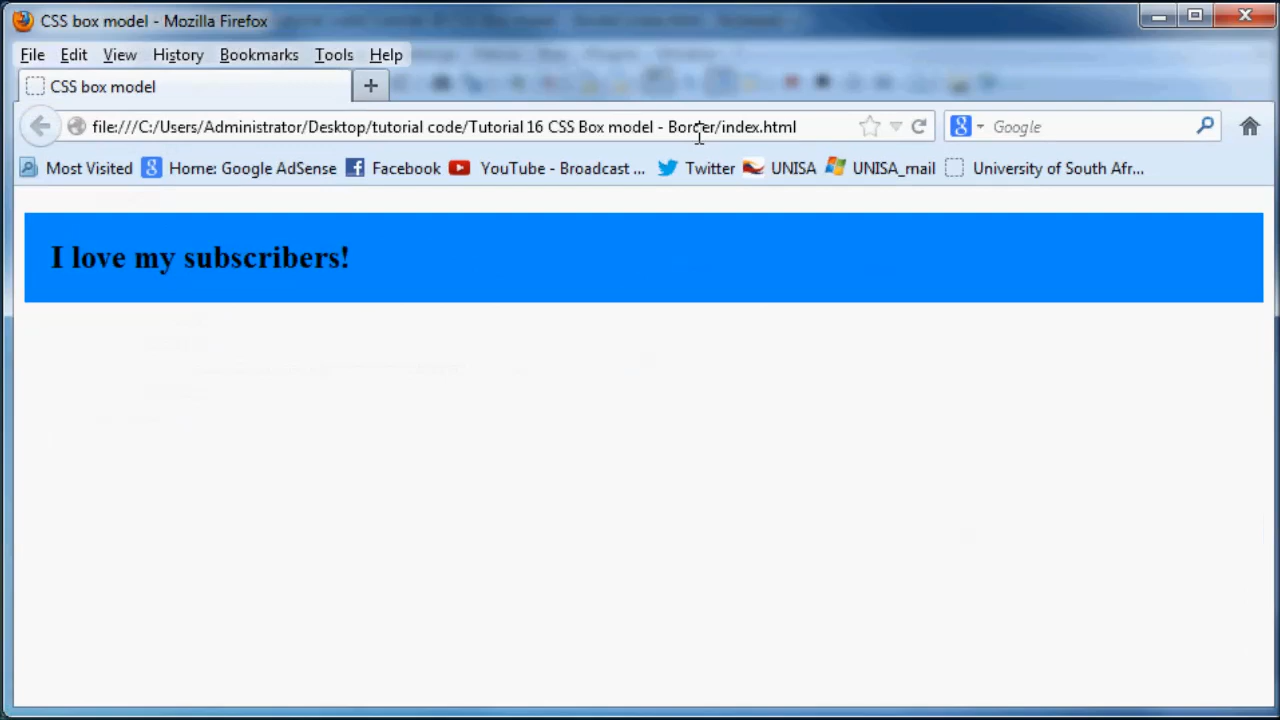 CSS box model - Mozilla Firefox
File Edit View History Bookmarks Tools Help
CSS box model
file:///C:/Users/Administrator/Desktop/tutorial code/Tutorial 16 CSS Box model - Border/index.html Google
Most Visited Home: Google AdSense Facebook YouTube - Broadcast ... Twitter UNISA UNISA_mail University of South Afr...
I love my subscribers!